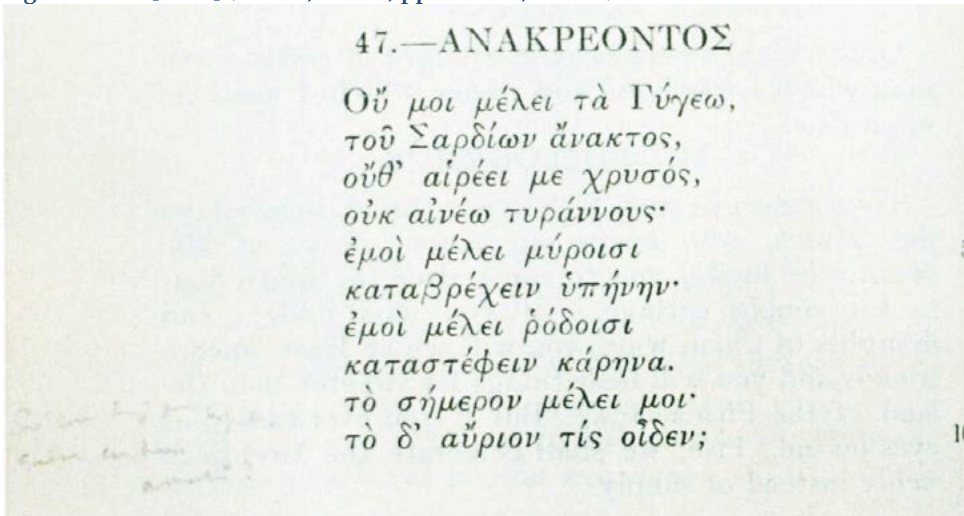 47.—ΑΝΑΚΡΕΟΝΤΟΣ
Οὔ μοι μέλει τὰ Γύγεω,
τοῦ Σαρδίων ἄνακτος,
οὔθ' αἱρέει με χρυσός,
οὐκ αἰνέω τυράννους·
ἐμοὶ μέλει μύροισι
καταβρέχειν ὑπήνην·
ἐμοὶ μέλει ῥόδοισι
καταστέφειν κάρηνα.
τὸ σήμερον μέλει μοι·
τὸ δ' αὔριον τίς οἶδεν;